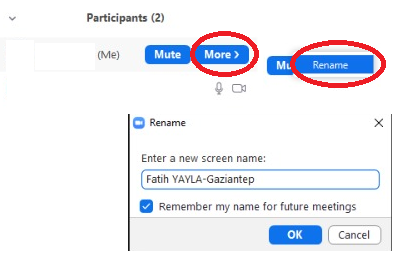 Participants (2)
(Me) Mute More >
Mu Rename
Rename
Enter a new screen name:
Fatih YAYLA-Gaziantep
Remember my name for future meetings
OK Cancel